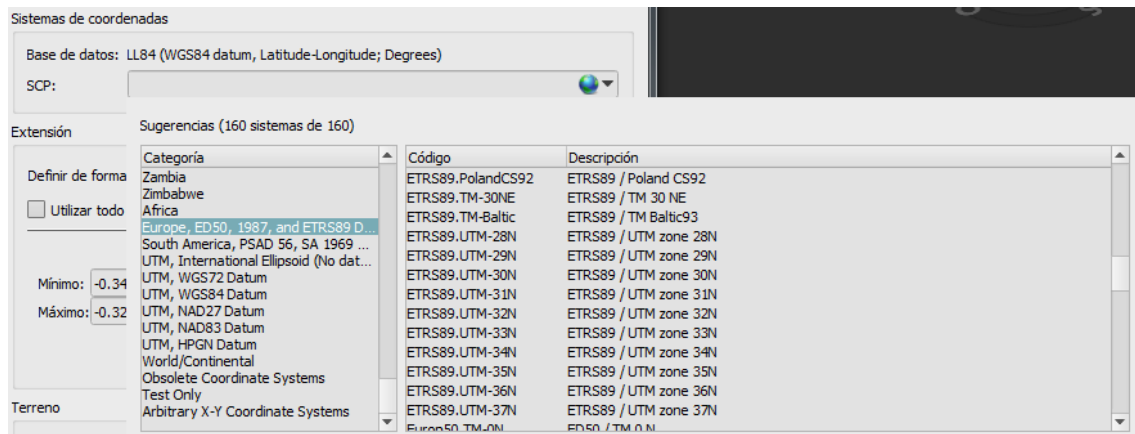 Sistemas de coordenadas
Base de datos: LL84 (WGS84 datum, Latitude-Longitude; Degrees)
SCP:
Extensión
Sugerencias (160 sistemas de 160)
Definir de forma
Utilizar todo
Mínimo: -0.34
Máximo: -0.32
Terreno
Categoría
Zambia
Zimbabwe
Africa
Europe, ED50, 1987, and ETRS89 D...
South America, PSAD 56, SA 1969 ...
UTM, International Ellipsoid (No dat...
UTM, WGS72 Datum
UTM, WGS84 Datum
UTM, NAD27 Datum
UTM, NAD83 Datum
UTM, HPGN Datum
World/Continental
Obsolete Coordinate Systems
Test Only
Arbitrary X-Y Coordinate Systems
Código Descripción
ETRS89.PolandCS92 ETRS89 / Poland CS92
ETRS89.TM-30NE ETRS89 / TM 30 NE
ETRS89.TM-Baltic ETRS89 / TM Baltic93
ETRS89.UTM-28N ETRS89 / UTM zone 28N
ETRS89.UTM-29N ETRS89 / UTM zone 29N
ETRS89.UTM-30N ETRS89 / UTM zone 30N
ETRS89.UTM-31N ETRS89 / UTM zone 31N
ETRS89.UTM-32N ETRS89 / UTM zone 32N
ETRS89.UTM-33N ETRS89 / UTM zone 33N
ETRS89.UTM-34N ETRS89 / UTM zone 34N
ETRS89.UTM-35N ETRS89 / UTM zone 35N
ETRS89.UTM-36N ETRS89 / UTM zone 36N
ETRS89.UTM-37N ETRS89 / UTM zone 37N
Europ50.TM-0N ED50 / TM 0 N